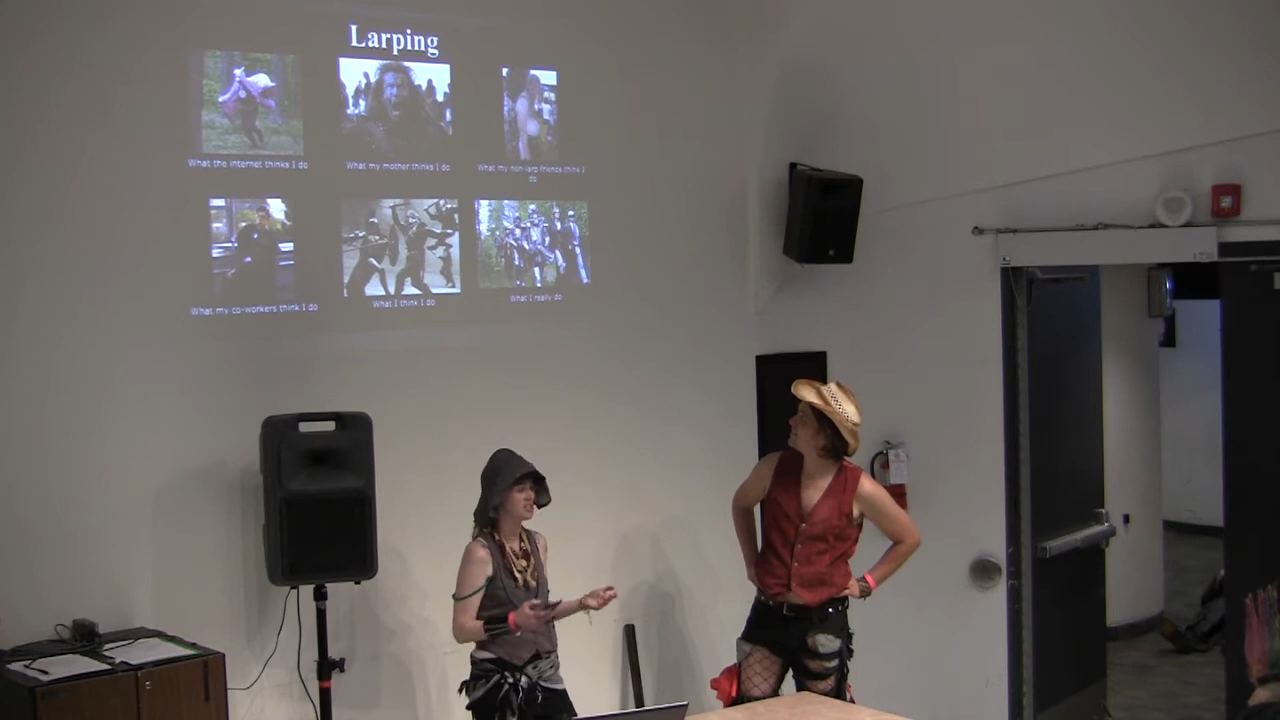 Larping
What the internet thinks I do
What my mother thinks I do
What my non-larp friends think I
do
What my co-workers think I do
What I think I do
What I really do